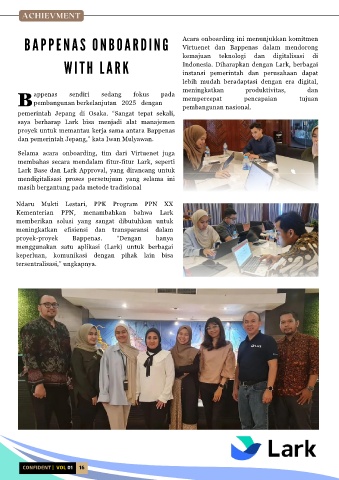 ACHIEVMENT
BAPPENAS ONBOARDING
WITH LARK
Bappenas sendiri sedang fokus pada
pembangunan berkelanjutan 2025 dengan
pemerintah Jepang di Osaka. "Sangat tepat sekali,
saya berharap Lark bisa menjadi alat manajemen
proyek untuk memantau kerja sama antara Bappenas
dan pemerintah Jepang," kata Iwan Mulyawan.
Selama acara onboarding, tim dari Virtuenet juga
membahas secara mendalam fitur-fitur Lark, seperti
Lark Base dan Lark Approval, yang dirancang untuk
mendigitalisasi proses persetujuan yang selama ini
masih bergantung pada metode tradisional
Ndaru Mukti Lestari, PPK Program PPN XX
Kementerian PPN, menambahkan bahwa Lark
memberikan solusi yang sangat dibutuhkan untuk
meningkatkan efisiensi dan transparansi dalam
proyek-proyek Bappenas. "Dengan hanya
menggunakan satu aplikasi (Lark) untuk berbagai
keperluan, komunikasi dengan pihak lain bisa
tersentralisasi," ungkapnya.
Acara onboarding ini menunjukkan komitmen
Virtuenet dan Bappenas dalam mendorong
kemajuan teknologi dan digitalisasi di
Indonesia. Diharapkan dengan Lark, berbagai
instansi pemerintah dan perusahaan dapat
lebih mudah beradaptasi dengan era digital,
meningkatkan produktivitas, dan
mempercepat pencapaian tujuan
pembangunan nasional.
Lark
CONFIDENT | VOL 01 16